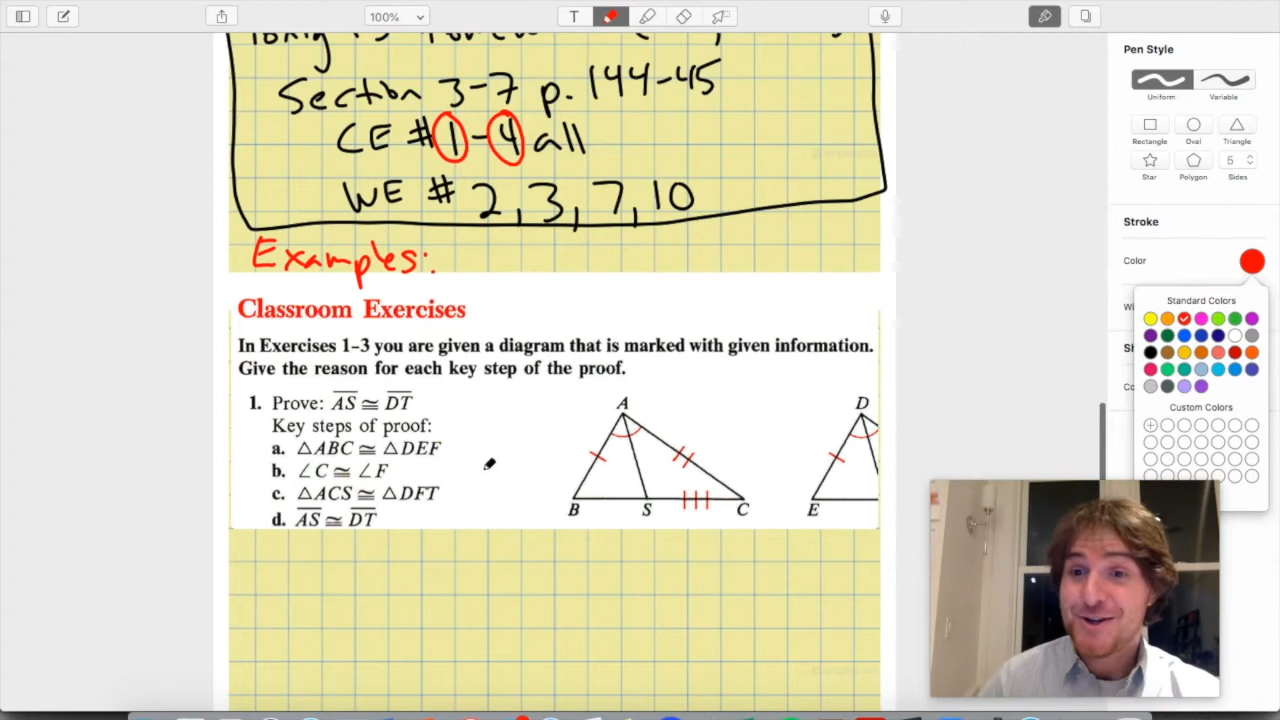 100%
T
Section 3-7 p. 144-45
CE # 1-4 all
WE # 2, 3, 7, 10
Examples:
Classroom Exercises
In Exercises 1–3 you are given a diagram that is marked with given information.
Give the reason for each key step of the proof.
1. Prove: AS ≅ DT
Key steps of proof:
a. △ABC ≅ △DEF
b. ∠C ≅ ∠F
c. △ACS ≅ △DFT
d. AS ≅ DT
A
B
S
C
D
E
Pen Style
Uniform
Variable
Rectangle
Oval
Triangle
5
Star
Polygon
Sides
Stroke
Color
Standard Colors
Custom Colors